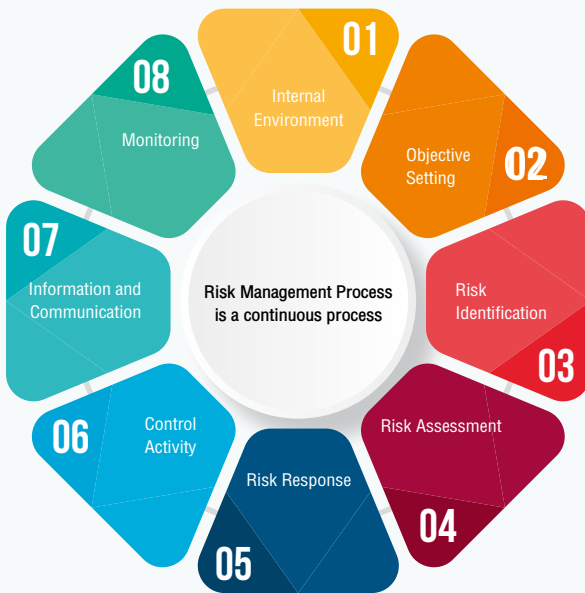 01
Internal
Environment
02
Objective
Setting
03
Risk
Identification
04
Risk Assessment
05
Risk Response
06
Control
Activity
07
Information and
Communication
08
Monitoring
Risk Management Process
is a continuous process